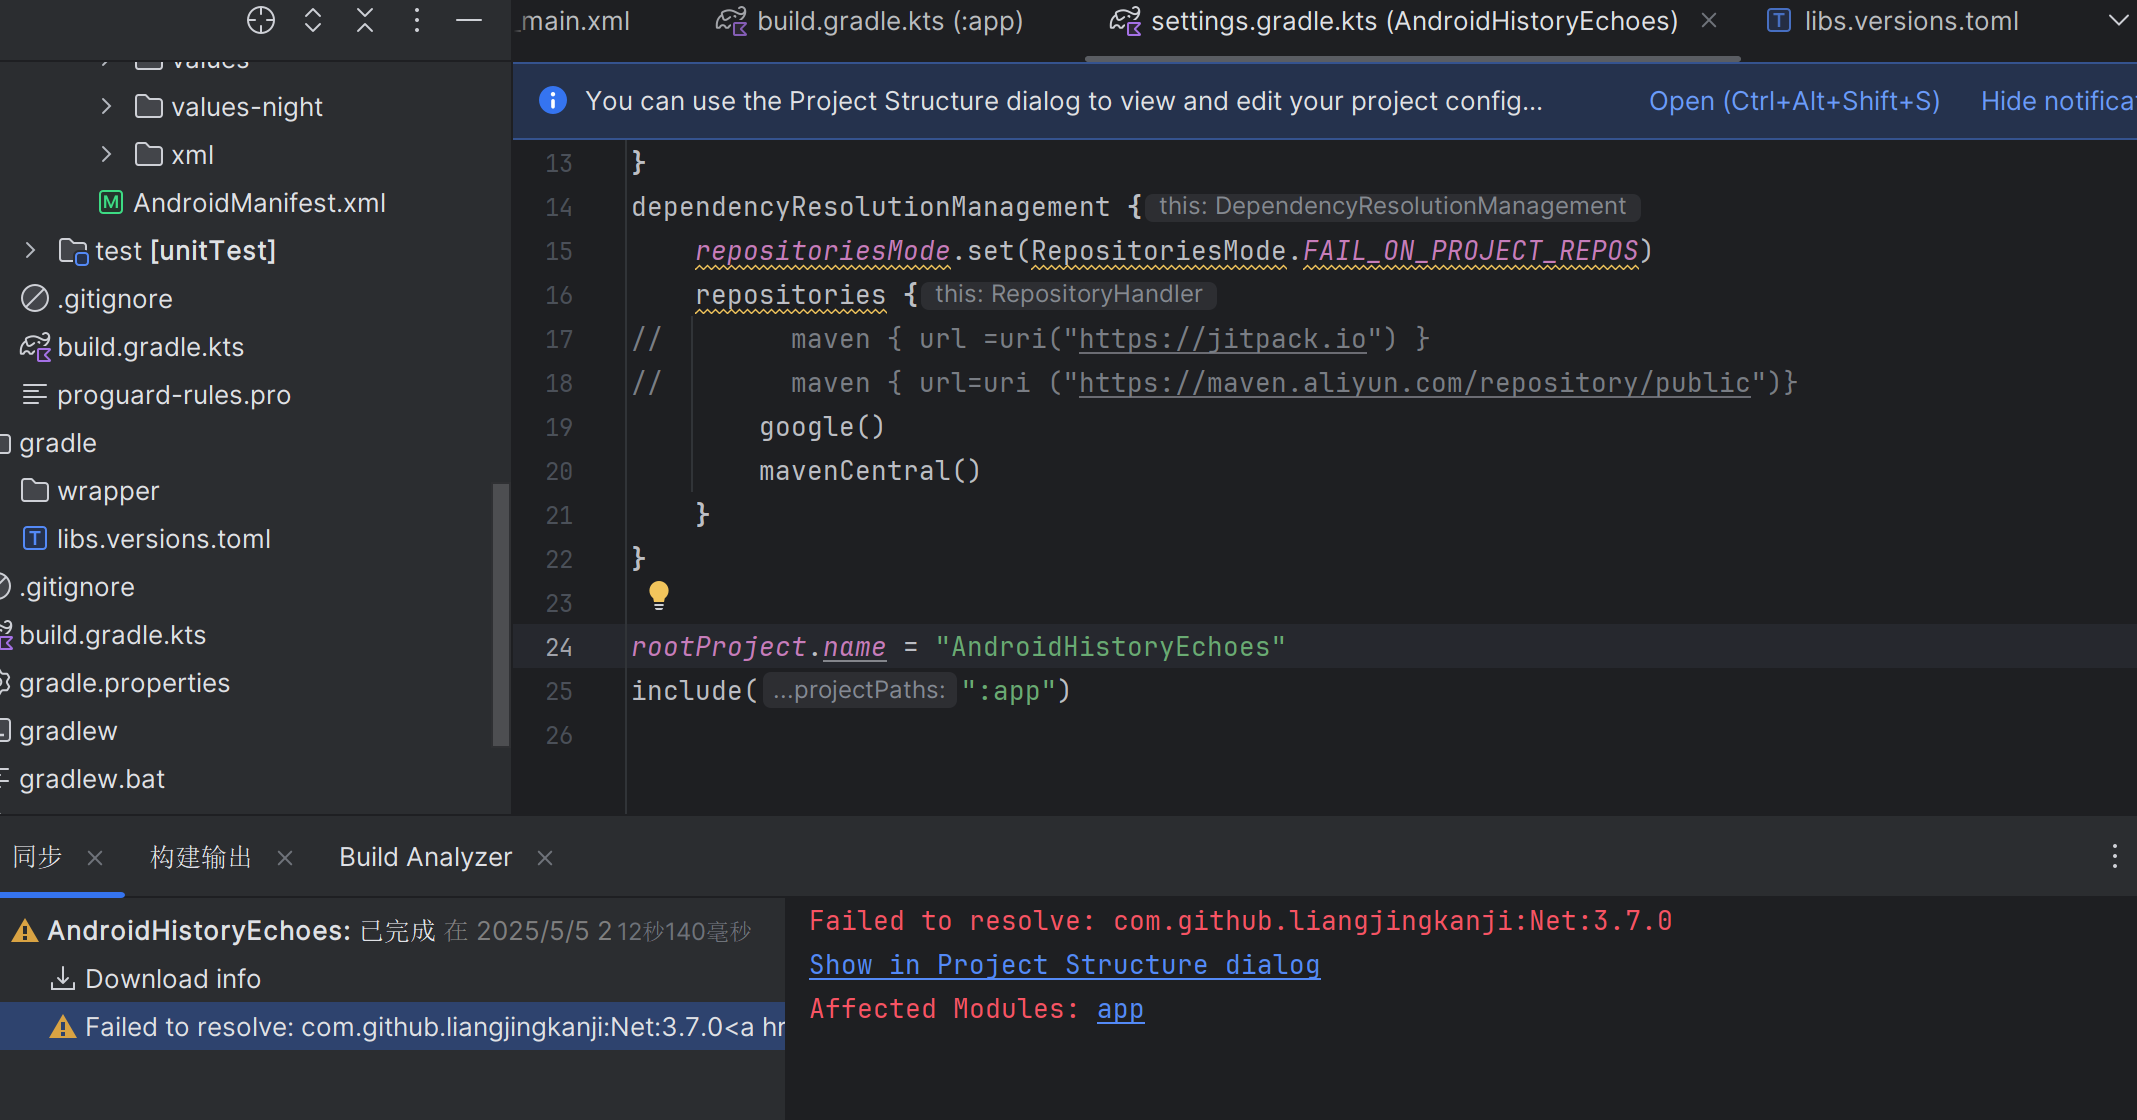 _main.xml
build.gradle.kts (:app)
settings.gradle.kts (AndroidHistoryEchoes)
libs.versions.toml
values
values-night
xml
AndroidManifest.xml
test [unitTest]
.gitignore
build.gradle.kts
proguard-rules.pro
gradle
wrapper
libs.versions.toml
.gitignore
build.gradle.kts
gradle.properties
gradlew
gradlew.bat
You can use the Project Structure dialog to view and edit your project config...
Open (Ctrl+Alt+Shift+S)
Hide notifica
13 }
14 dependencyResolutionManagement { this: DependencyResolutionManagement
15 repositoriesMode.set(RepositoriesMode.FAIL_ON_PROJECT_REPOS)
16 repositories { this: RepositoryHandler
17 // maven { url =uri("https://jitpack.io") }
18 // maven { url=uri ("https://maven.aliyun.com/repository/public")}
19 google()
20 mavenCentral()
21 }
22 }
23
24 rootProject.name = "AndroidHistoryEchoes"
25 include( ...projectPaths: ":app")
26
同步
构建输出
Build Analyzer
AndroidHistoryEchoes: 已完成 在 2025/5/5 2 12秒140毫秒
Download info
Failed to resolve: com.github.liangjingkanji:Net:3.7.0<a hr
Failed to resolve: com.github.liangjingkanji:Net:3.7.0
Show in Project Structure dialog
Affected Modules: app